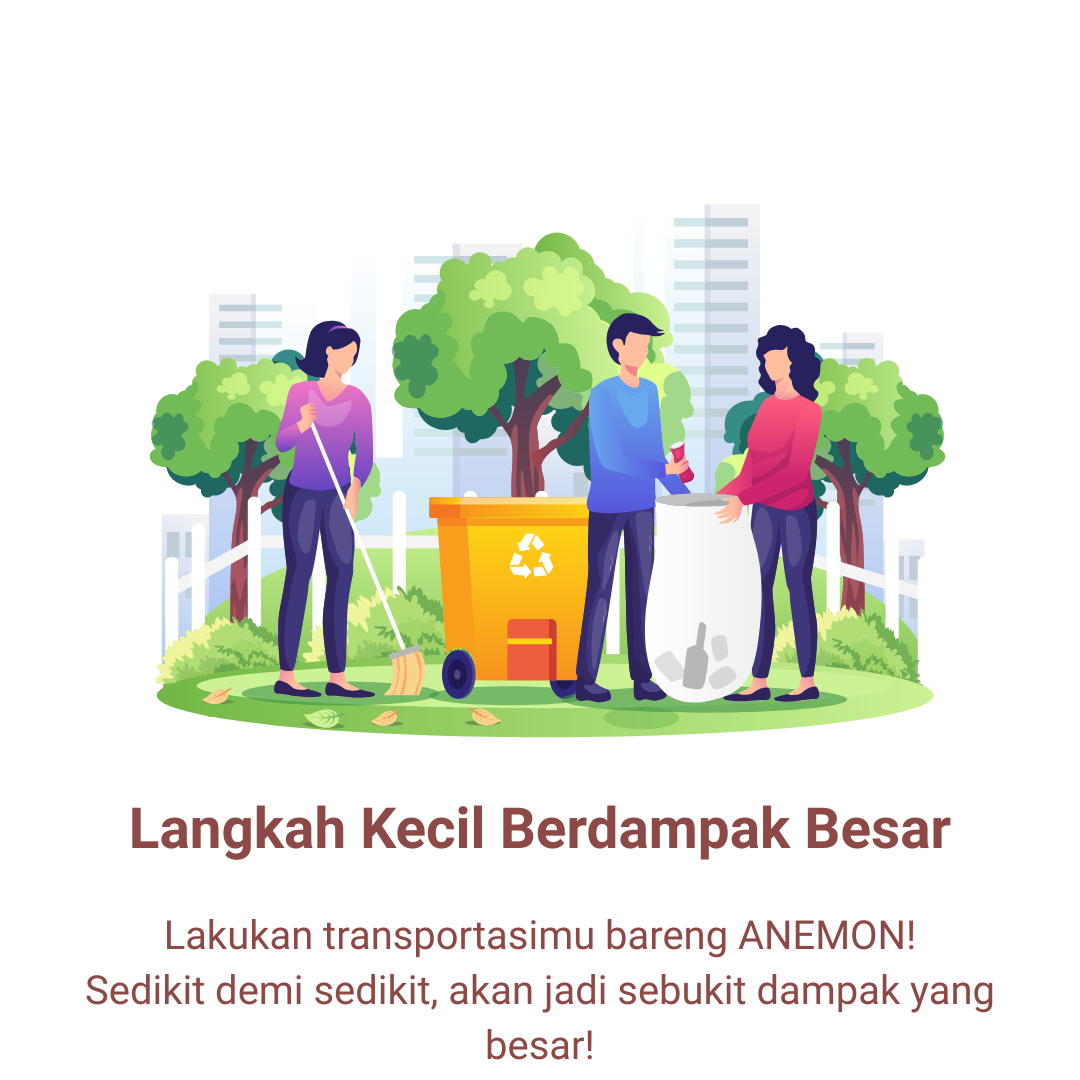 Langkah Kecil Berdampak Besar
Lakukan transportasimu bareng ANEMON!
Sedikit demi sedikit, akan jadi sebukit dampak yang
besar!